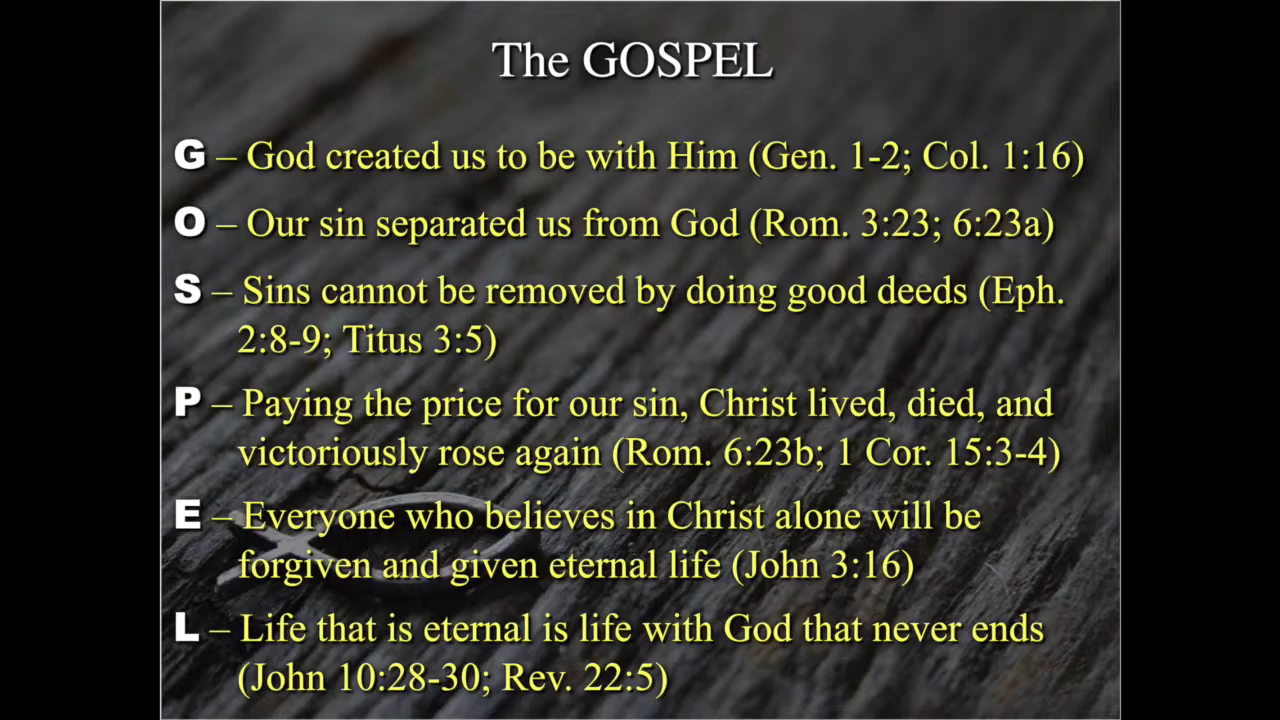 The GOSPEL
G – God created us to be with Him (Gen. 1-2; Col. 1:16)
O – Our sin separated us from God (Rom. 3:23; 6:23a)
S – Sins cannot be removed by doing good deeds (Eph.
2:8-9; Titus 3:5)
P – Paying the price for our sin, Christ lived, died, and
victoriously rose again (Rom. 6:23b; 1 Cor. 15:3-4)
E – Everyone who believes in Christ alone will be
forgiven and given eternal life (John 3:16)
L – Life that is eternal is life with God that never ends
(John 10:28-30; Rev. 22:5)